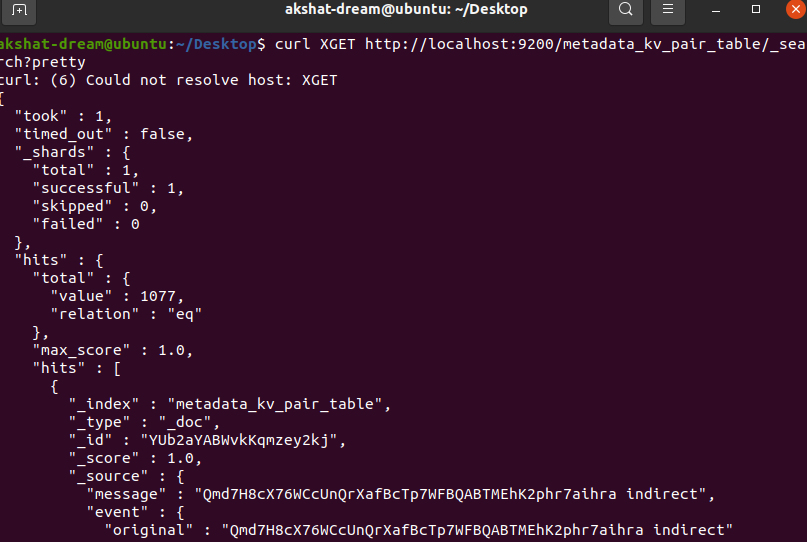 akshat-dream@ubuntu: ~/Desktop
akshat-dream@ubuntu:~/Desktop$ curl XGET http://localhost:9200/metadata_kv_pair_table/_sea
rch?pretty
curl: (6) Could not resolve host: XGET
{
  "took" : 1,
  "timed_out" : false,
  "_shards" : {
    "total" : 1,
    "successful" : 1,
    "skipped" : 0,
    "failed" : 0
  },
  "hits" : {
    "total" : {
      "value" : 1077,
      "relation" : "eq"
    },
    "max_score" : 1.0,
    "hits" : [
      {
        "_index" : "metadata_kv_pair_table",
        "_type" : "_doc",
        "_id" : "YUb2aYABWvkKqmzey2kj",
        "_score" : 1.0,
        "_source" : {
          "message" : "Qmd7H8cX76WCcUnQrXafBcTp7WFBQABTMEhK2phr7aihra indirect",
          "event" : {
            "original" : "Qmd7H8cX76WCcUnQrXafBcTp7WFBQABTMEhK2phr7aihra indirect"